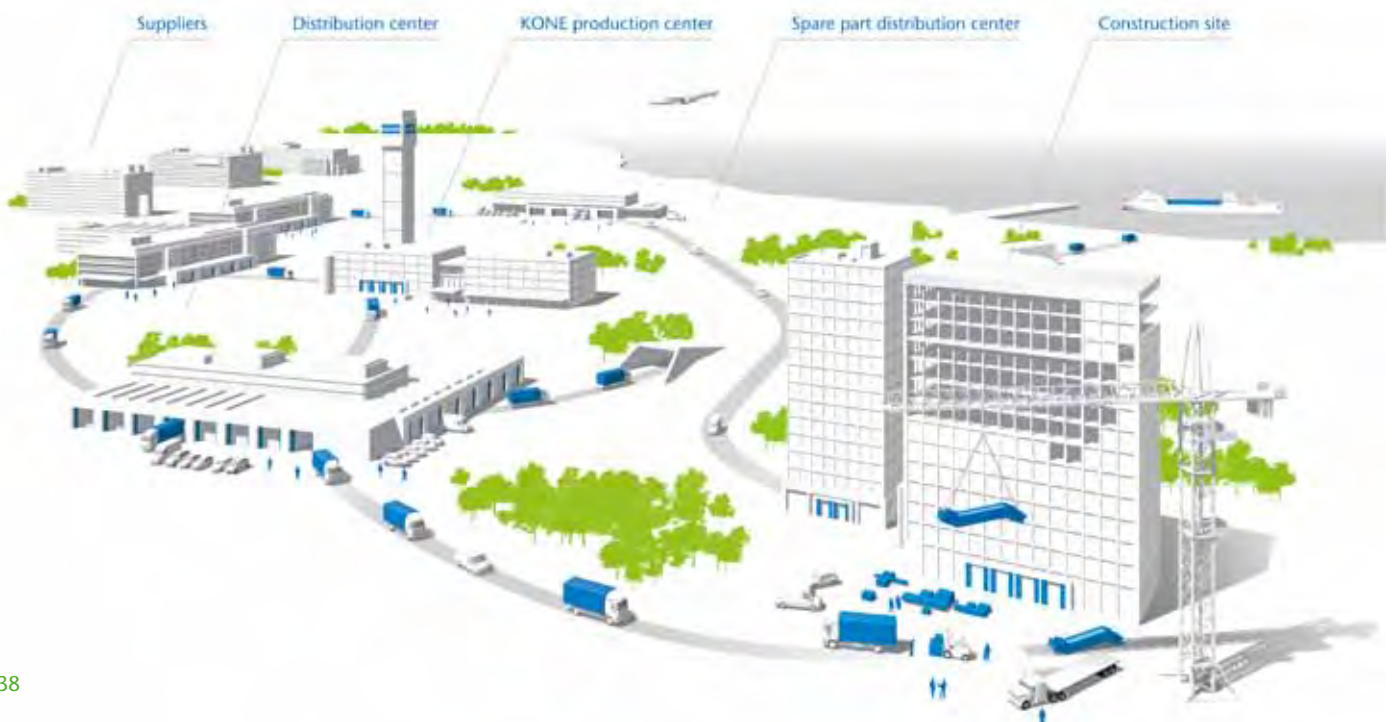 Suppliers
Distribution center
KONE production center
Spare part distribution center
Construction site
38